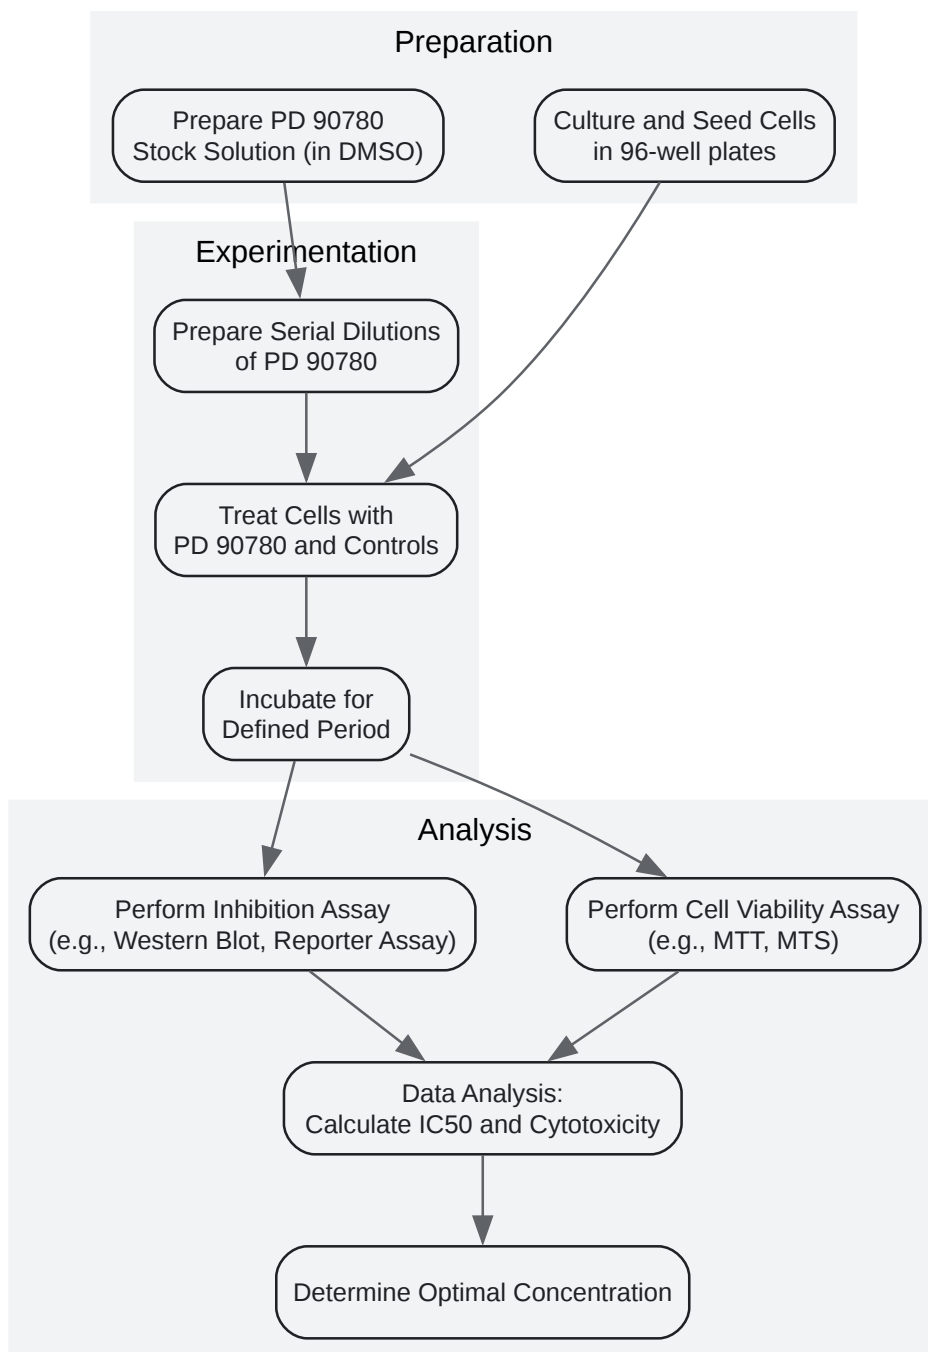 Preparation
Prepare PD 90780
Stock Solution (in DMSO)
Culture and Seed Cells
in 96-well plates
Experimentation
Prepare Serial Dilutions
of PD 90780
Treat Cells with
PD 90780 and Controls
Incubate for
Defined Period
Analysis
Perform Inhibition Assay
(e.g., Western Blot, Reporter Assay)
Perform Cell Viability Assay
(e.g., MTT, MTS)
Data Analysis:
Calculate IC50 and Cytotoxicity
Determine Optimal Concentration